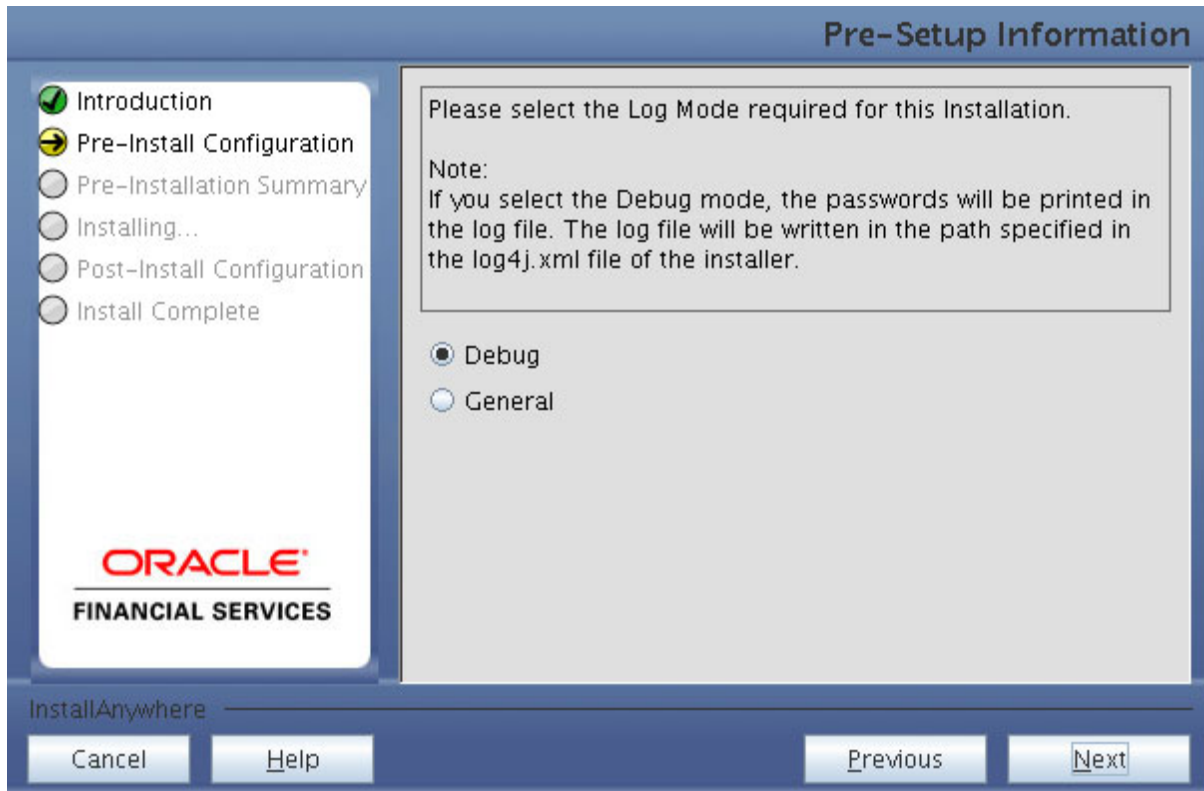 Pre-Setup Information
Introduction
Pre-Install Configuration
Pre-Installation Summary
Installing...
Post-Install Configuration
Install Complete
ORACLE
FINANCIAL SERVICES
Please select the Log Mode required for this Installation.
Note:
If you select the Debug mode, the passwords will be printed in
the log file. The log file will be written in the path specified in
the log4j.xml file of the installer.
Debug
General
InstallAnywhere
Cancel
Help
Previous
Next